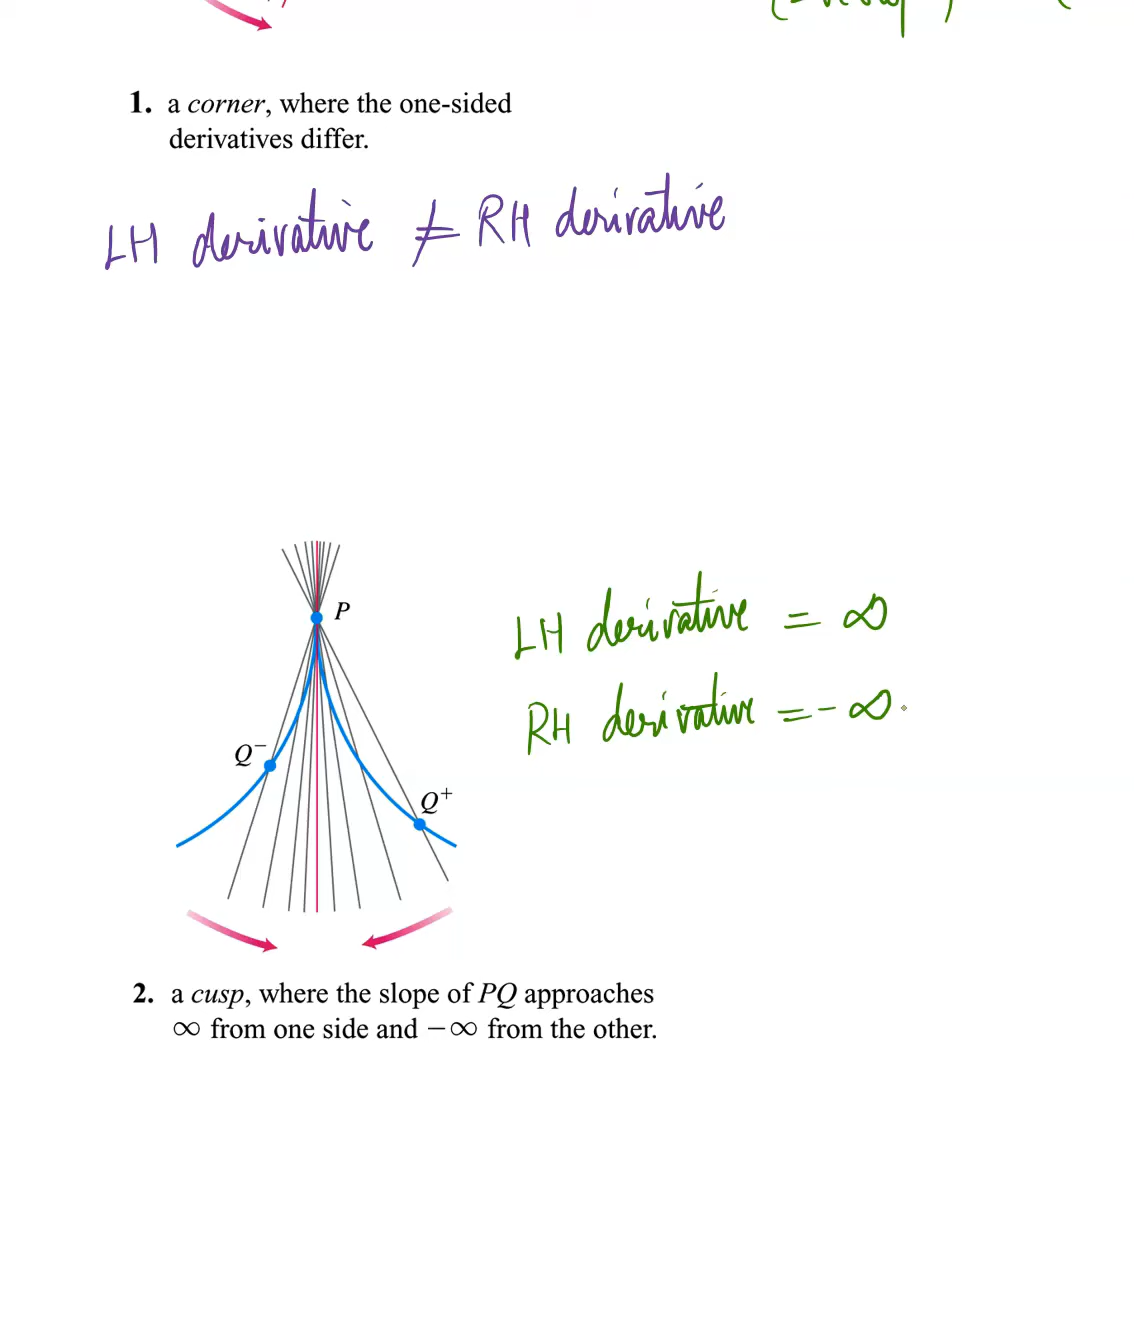 1. a corner, where the one-sided
derivatives differ.
LH derivative ≠ RH derivative
P
LH derivative = ∞
RH derivative = - ∞.
Q⁻
Q⁺
2. a cusp, where the slope of PQ approaches
∞ from one side and −∞ from the other.